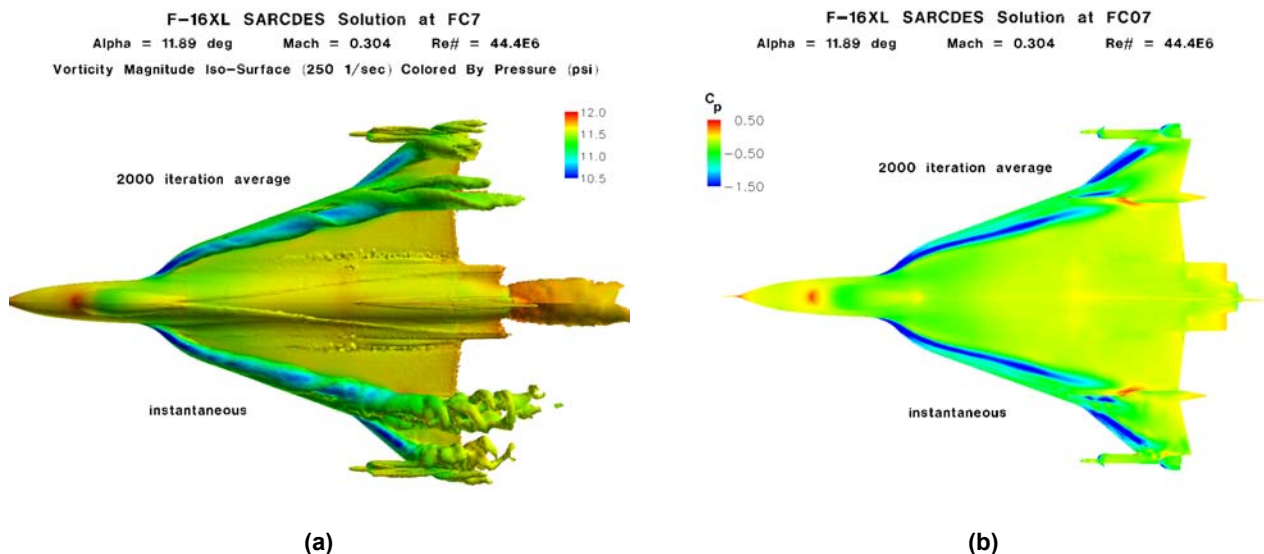 F-16XL SARCDES Solution at FC7
Alpha = 11.89 deg Mach = 0.304 Re# = 44.4E6
Vorticity Magnitude Iso-Surface (250 1/sec) Colored By Pressure (psi)
12.0
11.5
11.0
10.5
2000 iteration average
instantaneous
(a)
F-16XL SARCDES Solution at FC07
Alpha = 11.89 deg Mach = 0.304 Re# = 44.4E6
Cp
0.50
-0.50
-1.50
2000 iteration average
instantaneous
(b)